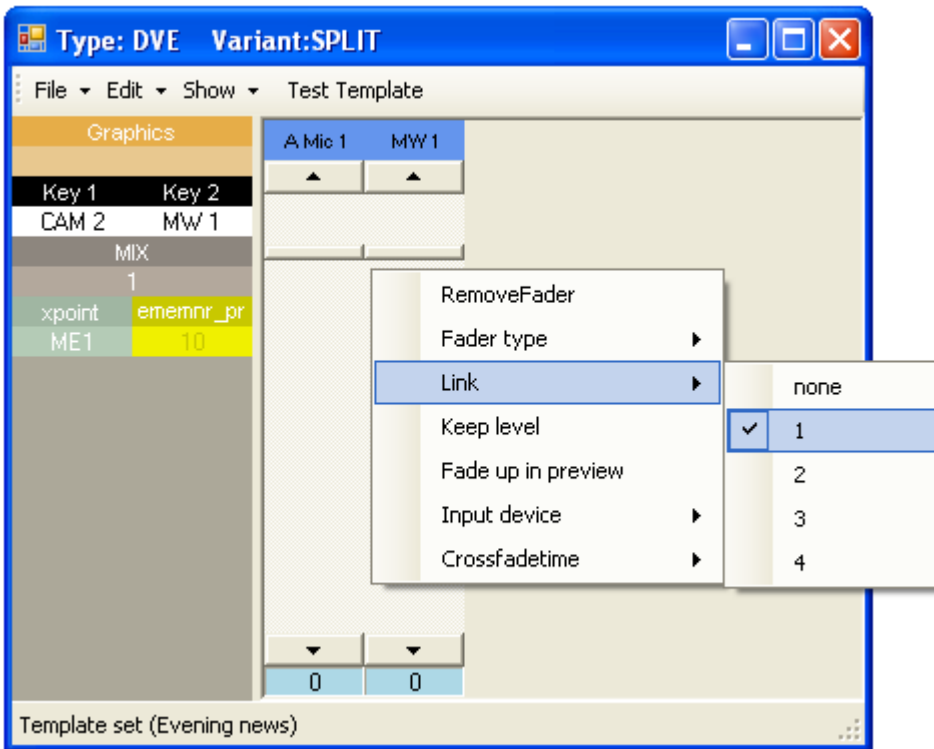 Type: DVE Variant:SPLIT
File Edit Show Test Template
Graphics
A Mic 1 MW 1
Key 1 Key 2
CAM 2 MW 1
MIX
1
xpoint ememnr_pr
ME1 10
RemoveFader
Fader type
Link
Keep level
Fade up in preview
Input device
Crossfadetime
none
1
2
3
4
0 0
Template set (Evening news)